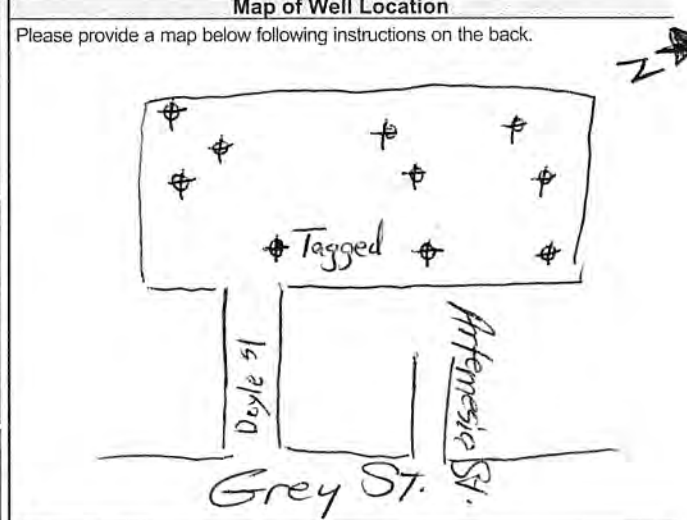 Map of Well Location
Please provide a map below following instructions on the back.
N
Tagged
Doyle St
Artemesia St.
Grey ST.